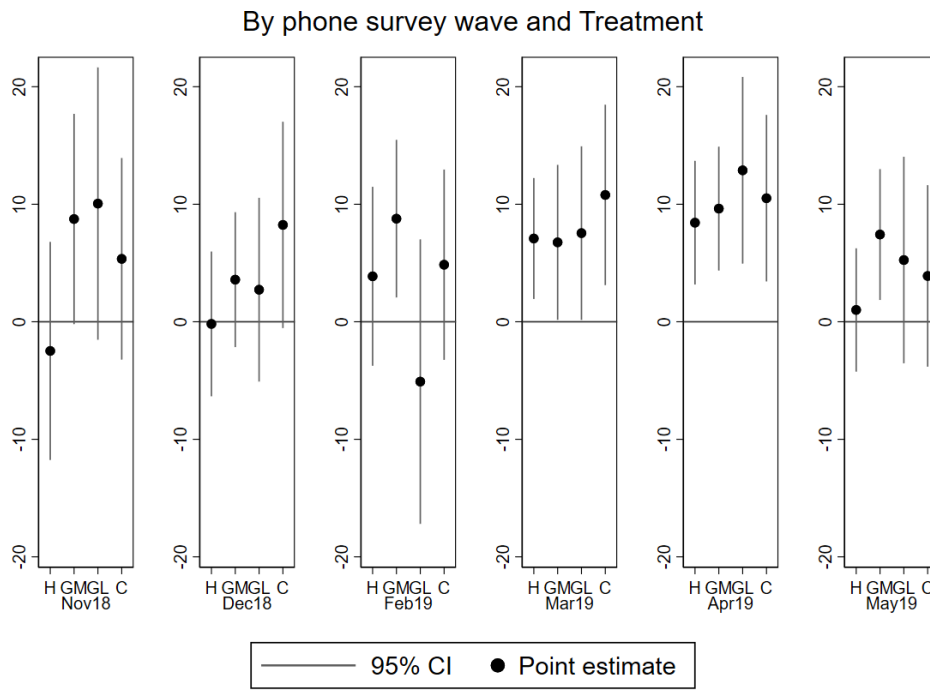 By phone survey wave and Treatment
20 20 20 20 20 20
10 10 10 10 10 10
0 0 0 0 0 0
-10 -10 -10 -10 -10 -10
-20 -20 -20 -20 -20 -20
H GMGL C H GMGL C H GMGL C H GMGL C H GMGL C H GMGL C
Nov18 Dec18 Feb19 Mar19 Apr19 May19
95% CI Point estimate